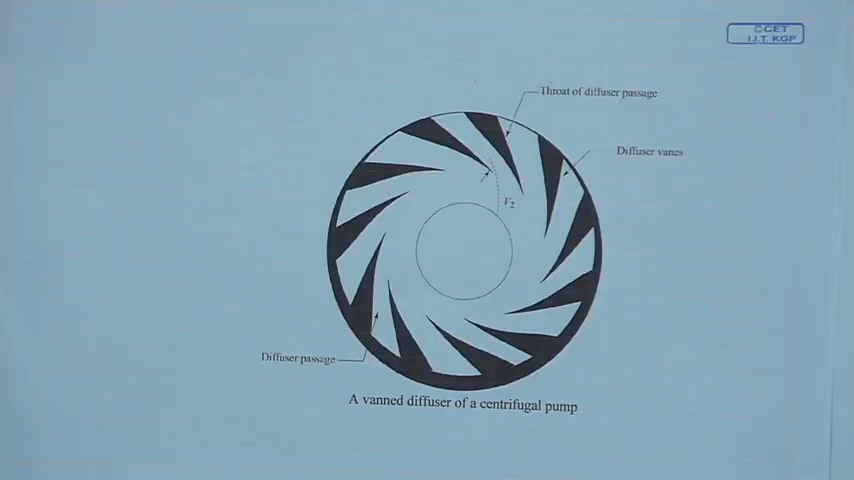 ©CET
I.I.T. KGP
Throat of diffuser passage
Diffuser vanes
V2
Diffuser passage
A vanned diffuser of a centrifugal pump